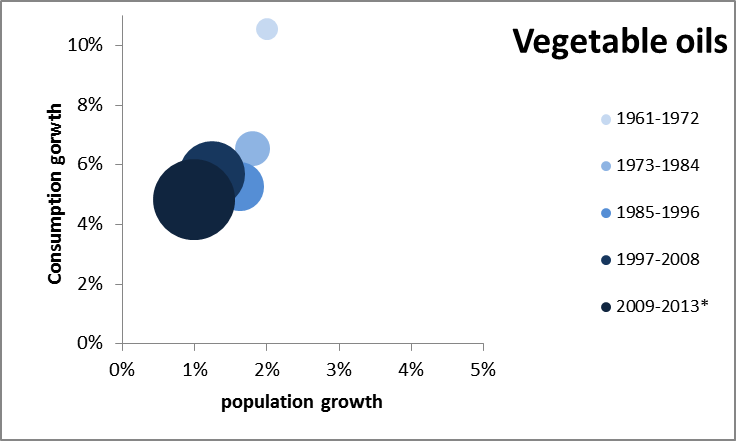 Vegetable oils
Consumption gorwth
10%
8%
6%
4%
2%
0%
0% 1% 2% 3% 4% 5%
population growth
1961-1972
1973-1984
1985-1996
1997-2008
2009-2013*